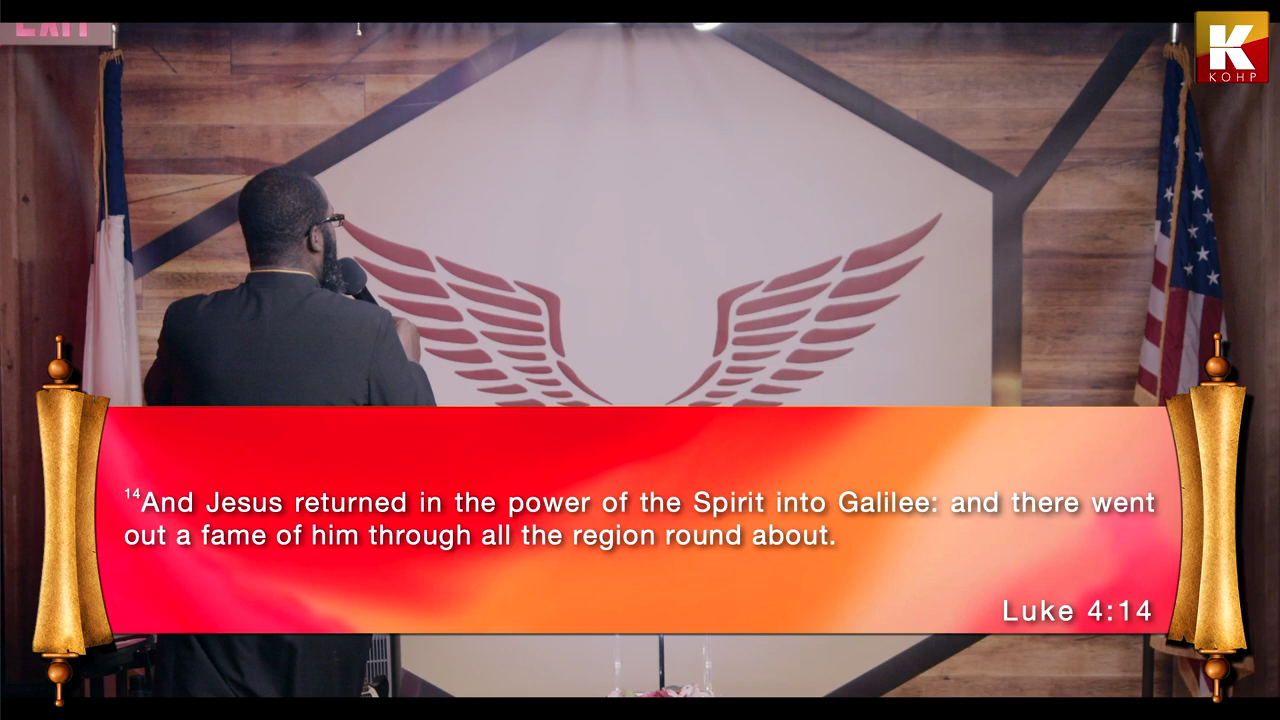 EXIT
K
KOHP
14And Jesus returned in the power of the Spirit into Galilee: and there went
out a fame of him through all the region round about.
Luke 4:14